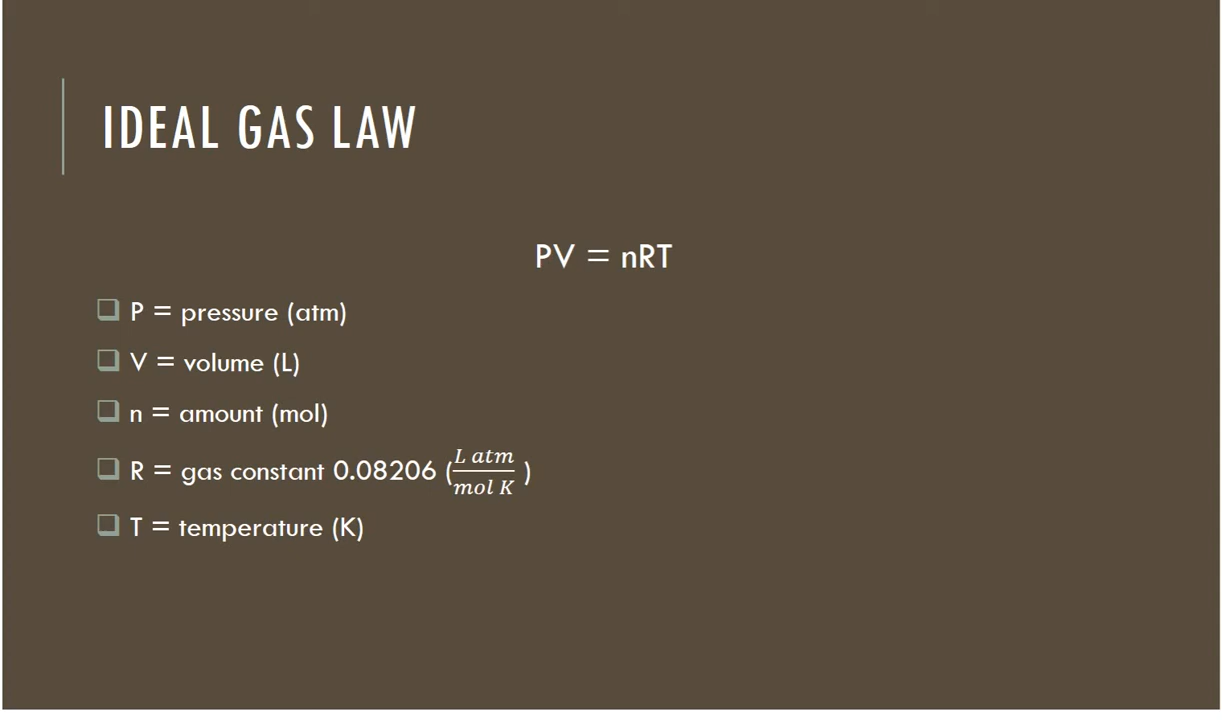 IDEAL GAS LAW
PV = nRT
❑ P = pressure (atm)
❑ V = volume (L)
❑ n = amount (mol)
❑ R = gas constant 0.08206 (L atm / mol K)
❑ T = temperature (K)